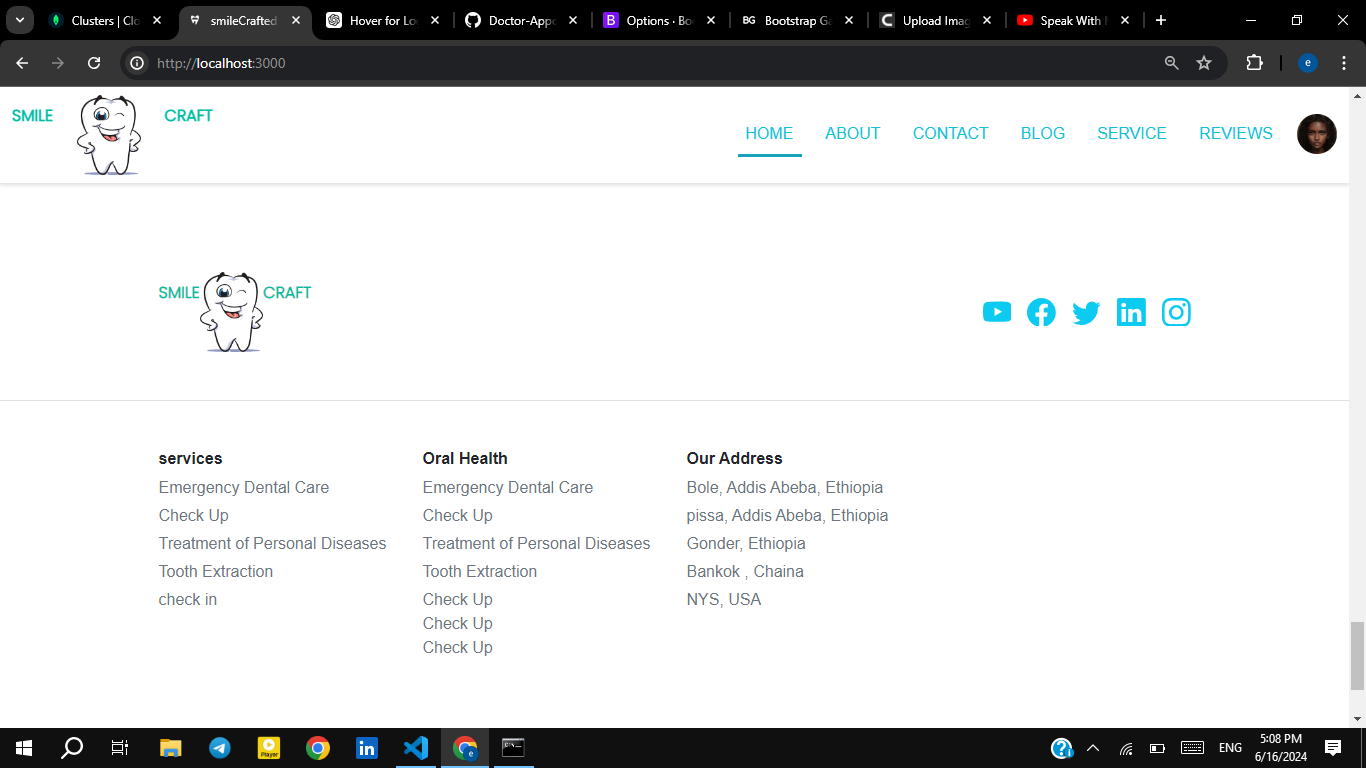 Clusters | Clo
smileCrafted
Hover for Lo
Doctor-Appo
Options · Boo
BG Bootstrap Ga
Upload Imag
Speak With
http://localhost:3000
e
SMILE CRAFT
HOME ABOUT CONTACT BLOG SERVICE REVIEWS
SMILE CRAFT
services
Emergency Dental Care
Check Up
Treatment of Personal Diseases
Tooth Extraction
check in
Oral Health
Emergency Dental Care
Check Up
Treatment of Personal Diseases
Tooth Extraction
Check Up
Check Up
Check Up
Our Address
Bole, Addis Abeba, Ethiopia
pissa, Addis Abeba, Ethiopia
Gonder, Ethiopia
Bankok , Chaina
NYS, USA
Player
ENG
5:08 PM
6/16/2024